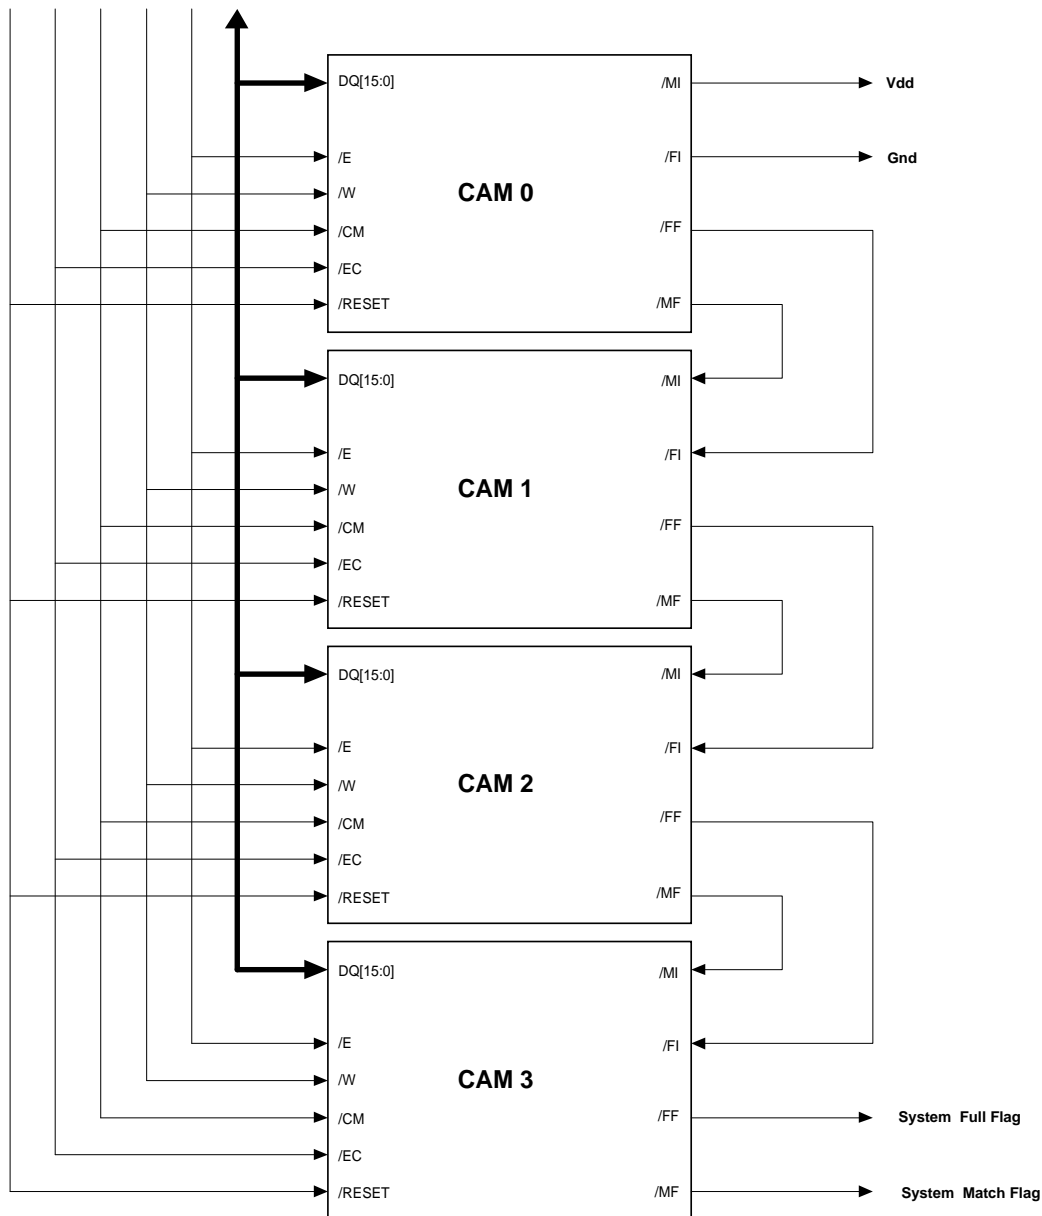 DQ[15:0]
/MI
Vdd
/E
/FI
Gnd
/W
CAM 0
/CM
/FF
/EC
/RESET
/MF
DQ[15:0]
/MI
/E
/FI
/W
CAM 1
/CM
/FF
/EC
/RESET
/MF
DQ[15:0]
/MI
/E
/FI
/W
CAM 2
/CM
/FF
/EC
/RESET
/MF
DQ[15:0]
/MI
/E
/FI
/W
CAM 3
/CM
/FF
System Full Flag
/EC
/RESET
/MF
System Match Flag